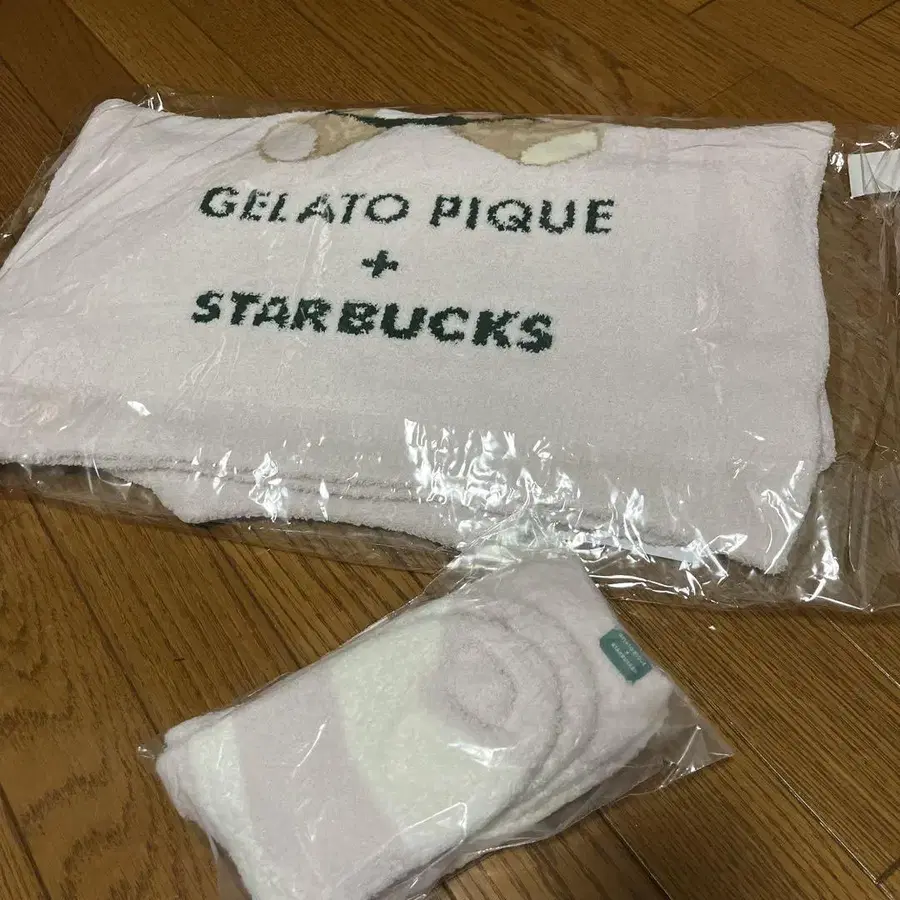 GELATO PIQUE
+
STARBUCKS